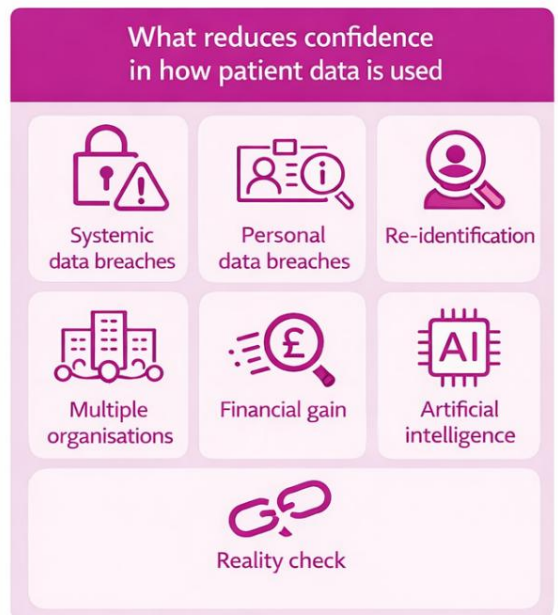 What reduces confidence
in how patient data is used
Systemic
data breaches
Personal
data breaches
Re-identification
Multiple
organisations
£
Financial gain
AI
Artificial
intelligence
Reality check